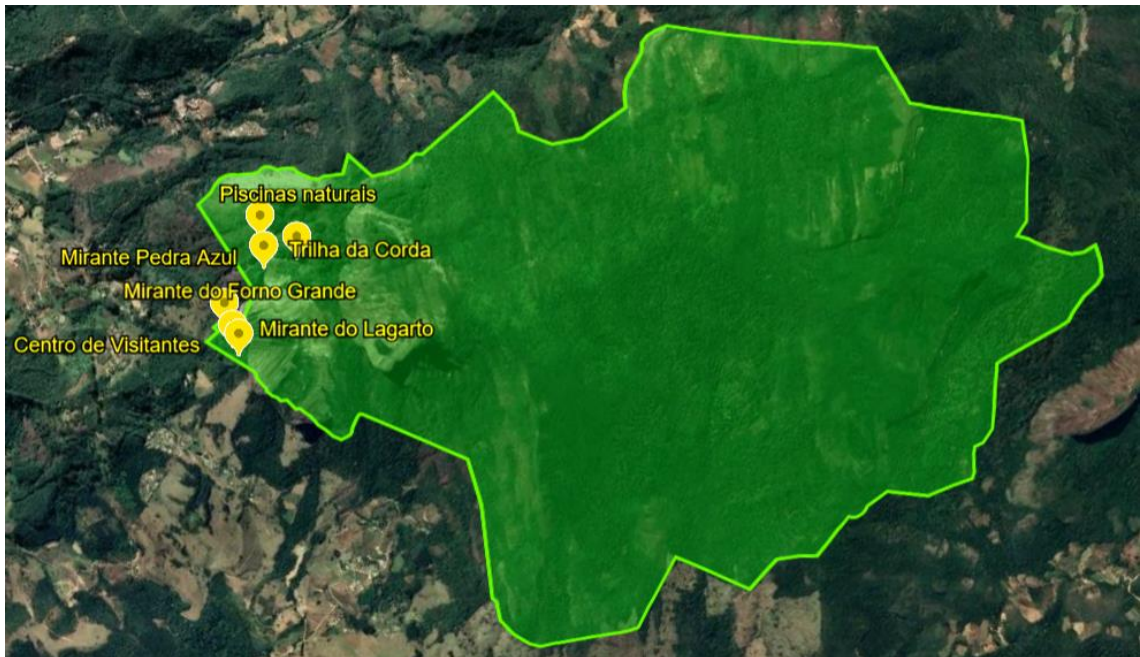 Piscinas naturais
Mirante Pedra Azul
Trilha da Corda
Mirante do Forno Grande
Mirante do Lagarto
Centro de Visitantes